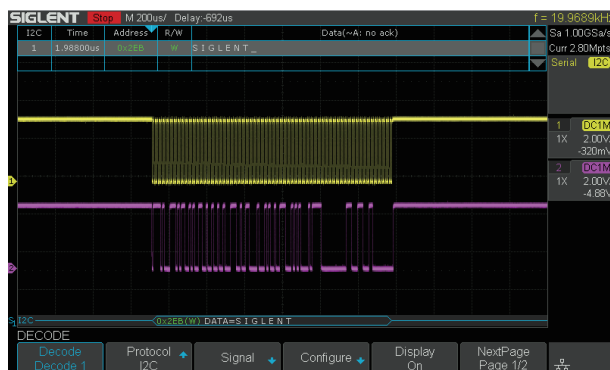 SIGLENT Stop M 200us/ Delay:-692us f = 19.9689kHz
I2C Time Address R/W Data(~A: no ack) Sa 1.00GSa/s
1 1.98800us 0x2EB W SIGLENT_ Curr 2.80Mpts
Serial I2C
1 DC1M
1X 2.00V/
-320mV
2 DC1M
1X 2.00V/
-4.88V
1
2
S1 I2C 0x2EB(W) DATA=SIGLENT
DECODE
Decode Protocol Signal Configure Display NextPage
Decode 1 I2C On Page 1/2